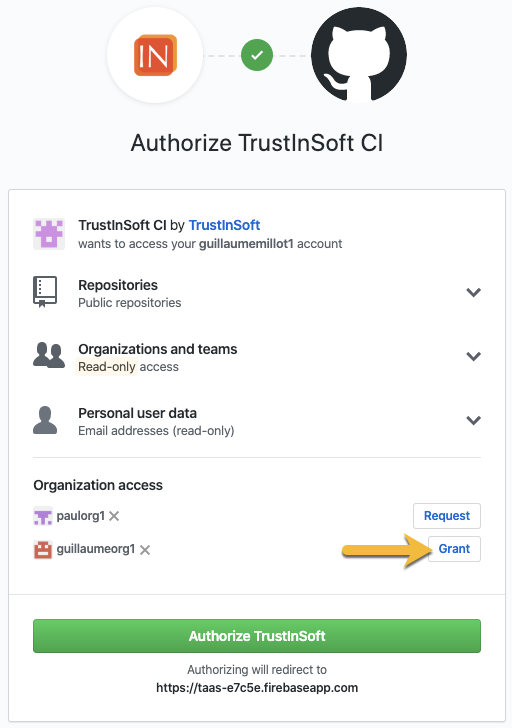 IN
Authorize TrustInSoft CI
TrustInSoft CI by TrustInSoft
wants to access your guillaumemillot1 account
Repositories
Public repositories
Organizations and teams
Read-only access
Personal user data
Email addresses (read-only)
Organization access
paulorg1
Request
guillaumeorg1
Grant
Authorize TrustInSoft
Authorizing will redirect to
https://taas-e7c5e.firebaseapp.com